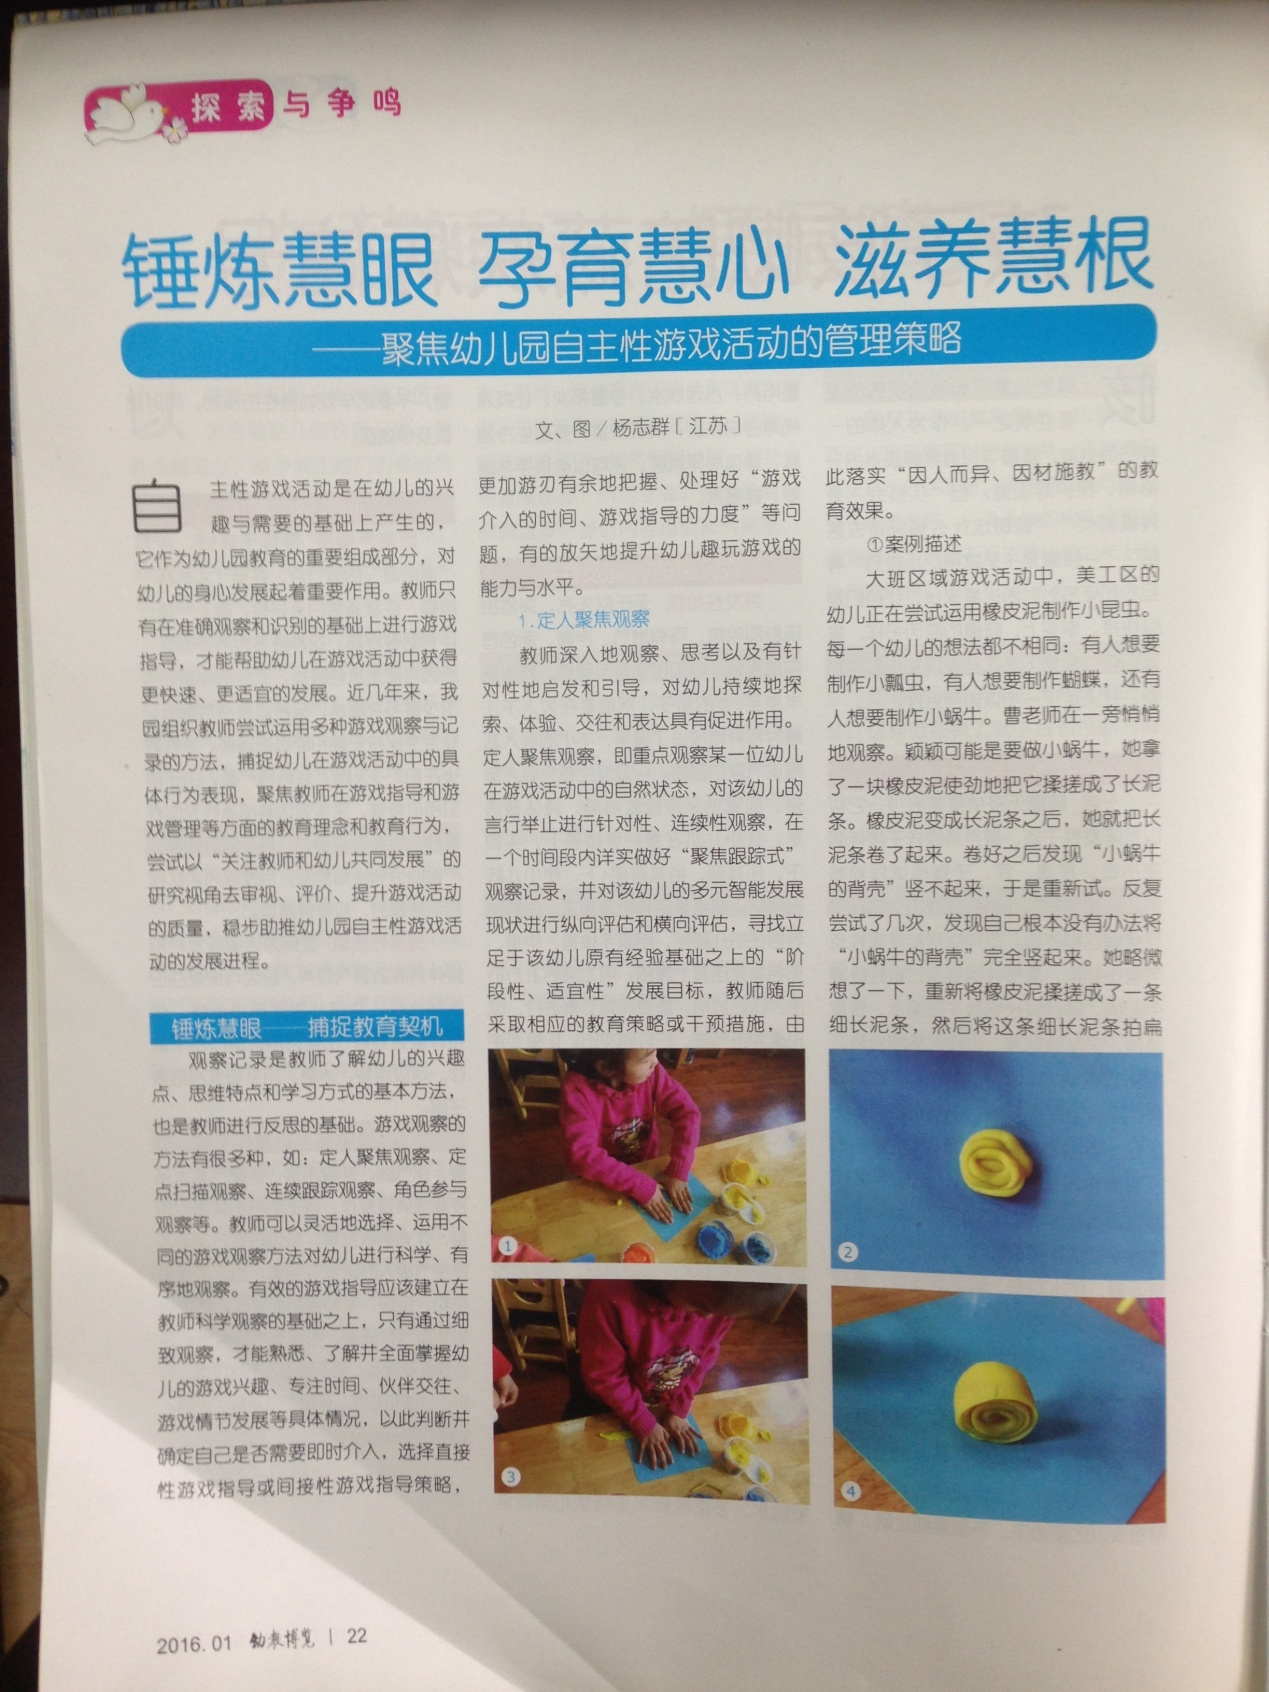 探索与争鸣
锤炼慧眼 孕育慧心 滋养慧根
——聚焦幼儿园自主性游戏活动的管理策略
文、图／杨志群［江苏］
自主性游戏活动是在幼儿的兴
趣与需要的基础上产生的，
它作为幼儿园教育的重要组成部分，对
幼儿的身心发展起着重要作用。教师只
有在准确观察和识别的基础上进行游戏
指导，才能帮助幼儿在游戏活动中获得
更快速、更适宜的发展。近几年来，我
园组织教师尝试运用多种游戏观察与记
录的方法，捕捉幼儿在游戏活动中的具
体行为表现，聚焦教师在游戏指导和游
戏管理等方面的教育理念和教育行为，
尝试以“关注教师和幼儿共同发展”的
研究视角去审视、评价、提升游戏活动
的质量，稳步助推幼儿园自主性游戏活
动的发展进程。
锤炼慧眼——捕捉教育契机
观察记录是教师了解幼儿的兴趣
点、思维特点和学习方式的基本方法，
也是教师进行反思的基础。游戏观察的
方法有很多种，如：定人聚焦观察、定
点扫描观察、连续跟踪观察、角色参与
观察等。教师可以灵活地选择、运用不
同的游戏观察方法对幼儿进行科学、有
序地观察。有效的游戏指导应该建立在
教师科学观察的基础之上，只有通过细
致观察，才能熟悉、了解并全面掌握幼
儿的游戏兴趣、专注时间、伙伴交往、
游戏情节发展等具体情况，以此判断并
确定自己是否需要即时介入，选择直接
性游戏指导或间接性游戏指导策略，
更加游刃有余地把握、处理好“游戏
介入的时间、游戏指导的力度”等问
题，有的放矢地提升幼儿趣玩游戏的
能力与水平。
1.定人聚焦观察
教师深入地观察、思考以及有针
对性地启发和引导，对幼儿持续地探
索、体验、交往和表达具有促进作用。
定人聚焦观察，即重点观察某一位幼儿
在游戏活动中的自然状态，对该幼儿的
言行举止进行针对性、连续性观察，在
一个时间段内详实做好“聚焦跟踪式”
观察记录，并对该幼儿的多元智能发展
现状进行纵向评估和横向评估，寻找立
足于该幼儿原有经验基础之上的“阶
段性、适宜性”发展目标，教师随后
采取相应的教育策略或干预措施，由
此落实“因人而异、因材施教”的教
育效果。
①案例描述
大班区域游戏活动中，美工区的
幼儿正在尝试运用橡皮泥制作小昆虫。
每一个幼儿的想法都不相同：有人想要
制作小瓢虫，有人想要制作蝴蝶，还有
人想要制作小蜗牛。曹老师在一旁悄悄
地观察。颖颖可能是要做小蜗牛，她拿
了一块橡皮泥使劲地把它揉搓成了长泥
条。橡皮泥变成长泥条之后，她就把长
泥条卷了起来。卷好之后发现“小蜗牛
的背壳”竖不起来，于是重新试。反复
尝试了几次，发现自己根本没有办法将
“小蜗牛的背壳”完全竖起来。她略微
想了一下，重新将橡皮泥揉搓成了一条
细长泥条，然后将这条细长泥条拍扁
1
2
3
4
2016.01 幼教博览 | 22